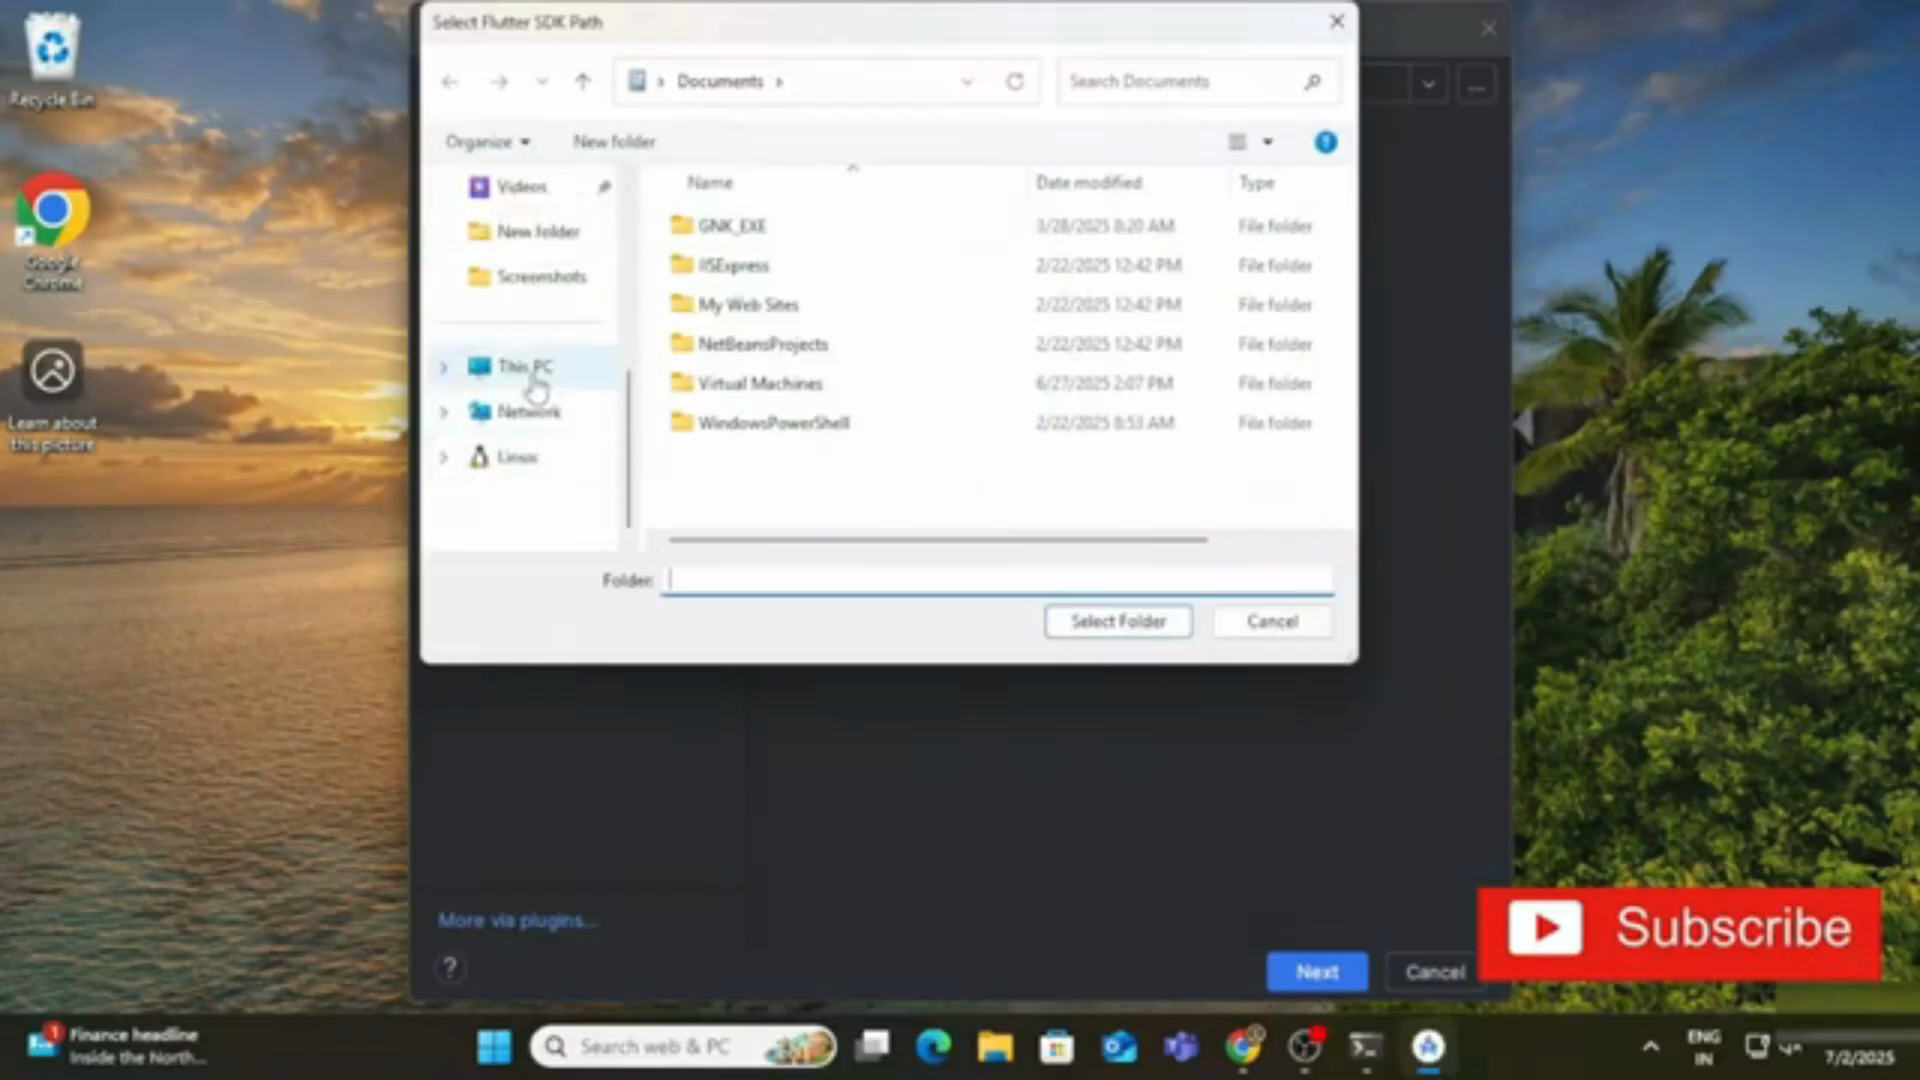 Select Flutter SDK Path
Documents
Search Documents
Organize
New folder
Videos
New folder
Screenshots
This PC
Network
Linux
Name Date modified Type
GNK_EXE 3/28/2025 8:20 AM File folder
IISExpress 2/22/2025 12:42 PM File folder
My Web Sites 2/22/2025 12:42 PM File folder
NetBeansProjects 2/22/2025 12:42 PM File folder
Virtual Machines 6/27/2025 2:07 PM File folder
WindowsPowerShell 2/22/2025 8:53 AM File folder
Folder:
Select Folder
Cancel
Recycle Bin
Google
Chrome
Learn about
this picture
...
More via plugins...
?
Next
Cancel
Subscribe
1
Finance headline
Inside the North...
Search web & PC
ENG
IN
7/2/2025